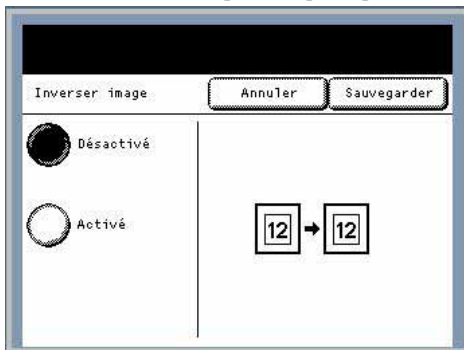 Inverser image
Annuler
Sauvegarder
Désactivé
Activé
12
12